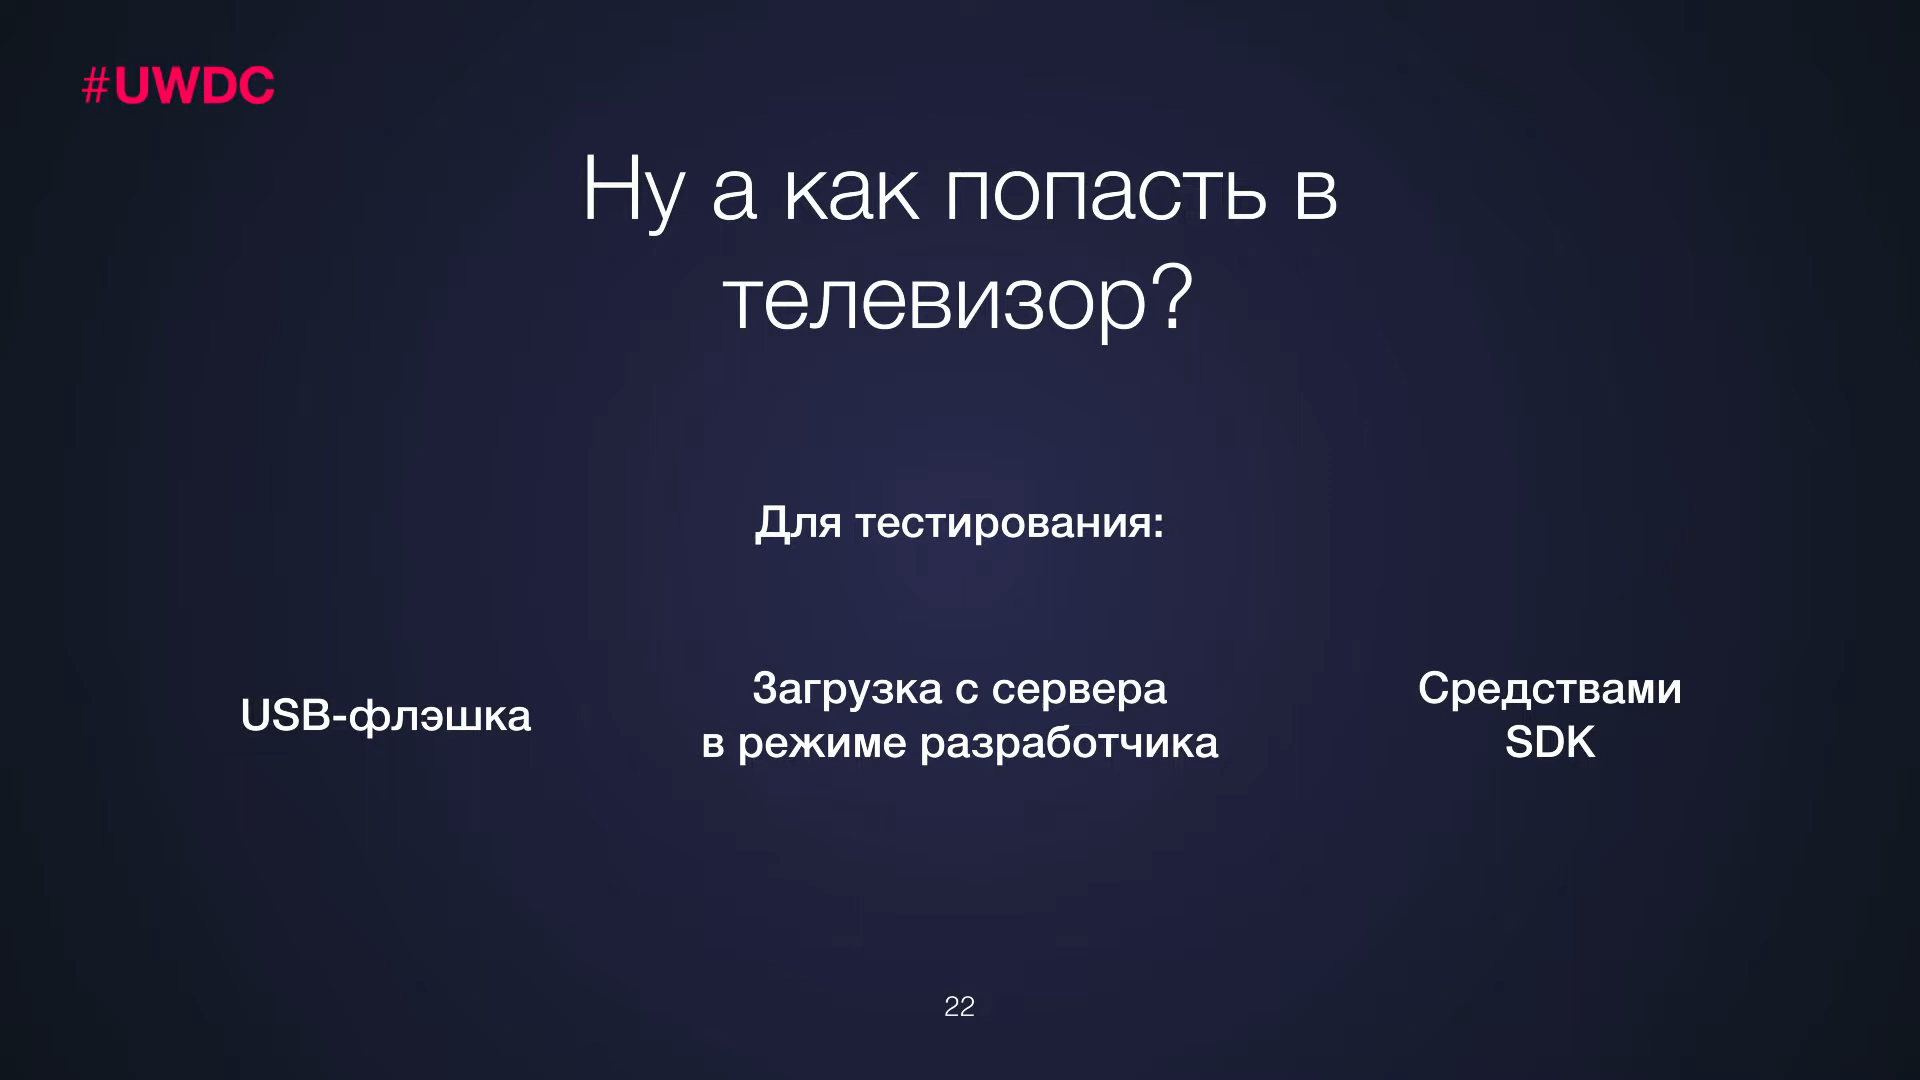 #UWDC
Ну а как попасть в
телевизор?
Для тестирования:
USB-флэшка
Загрузка с сервера
в режиме разработчика
Средствами
SDK
22